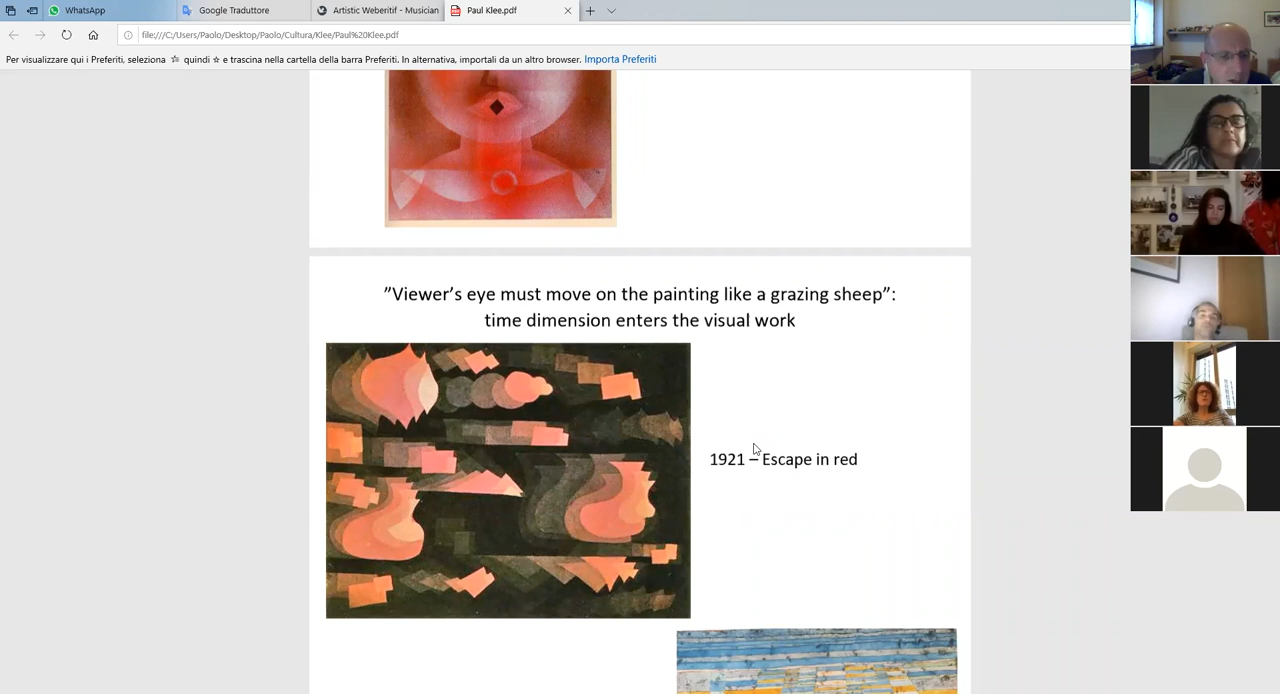 WhatsApp
Google Traduttore
Artistic Weberitif - Musician
Paul Klee.pdf
file:///C:/Users/Paolo/Desktop/Paolo/Cultura/Klee/Paul%20Klee.pdf
Per visualizzare qui i Preferiti, seleziona quindi e trascina nella cartella della barra Preferiti. In alternativa, importali da un altro browser. Importa Preferiti
”Viewer’s eye must move on the painting like a grazing sheep”:
time dimension enters the visual work
1921 – Escape in red